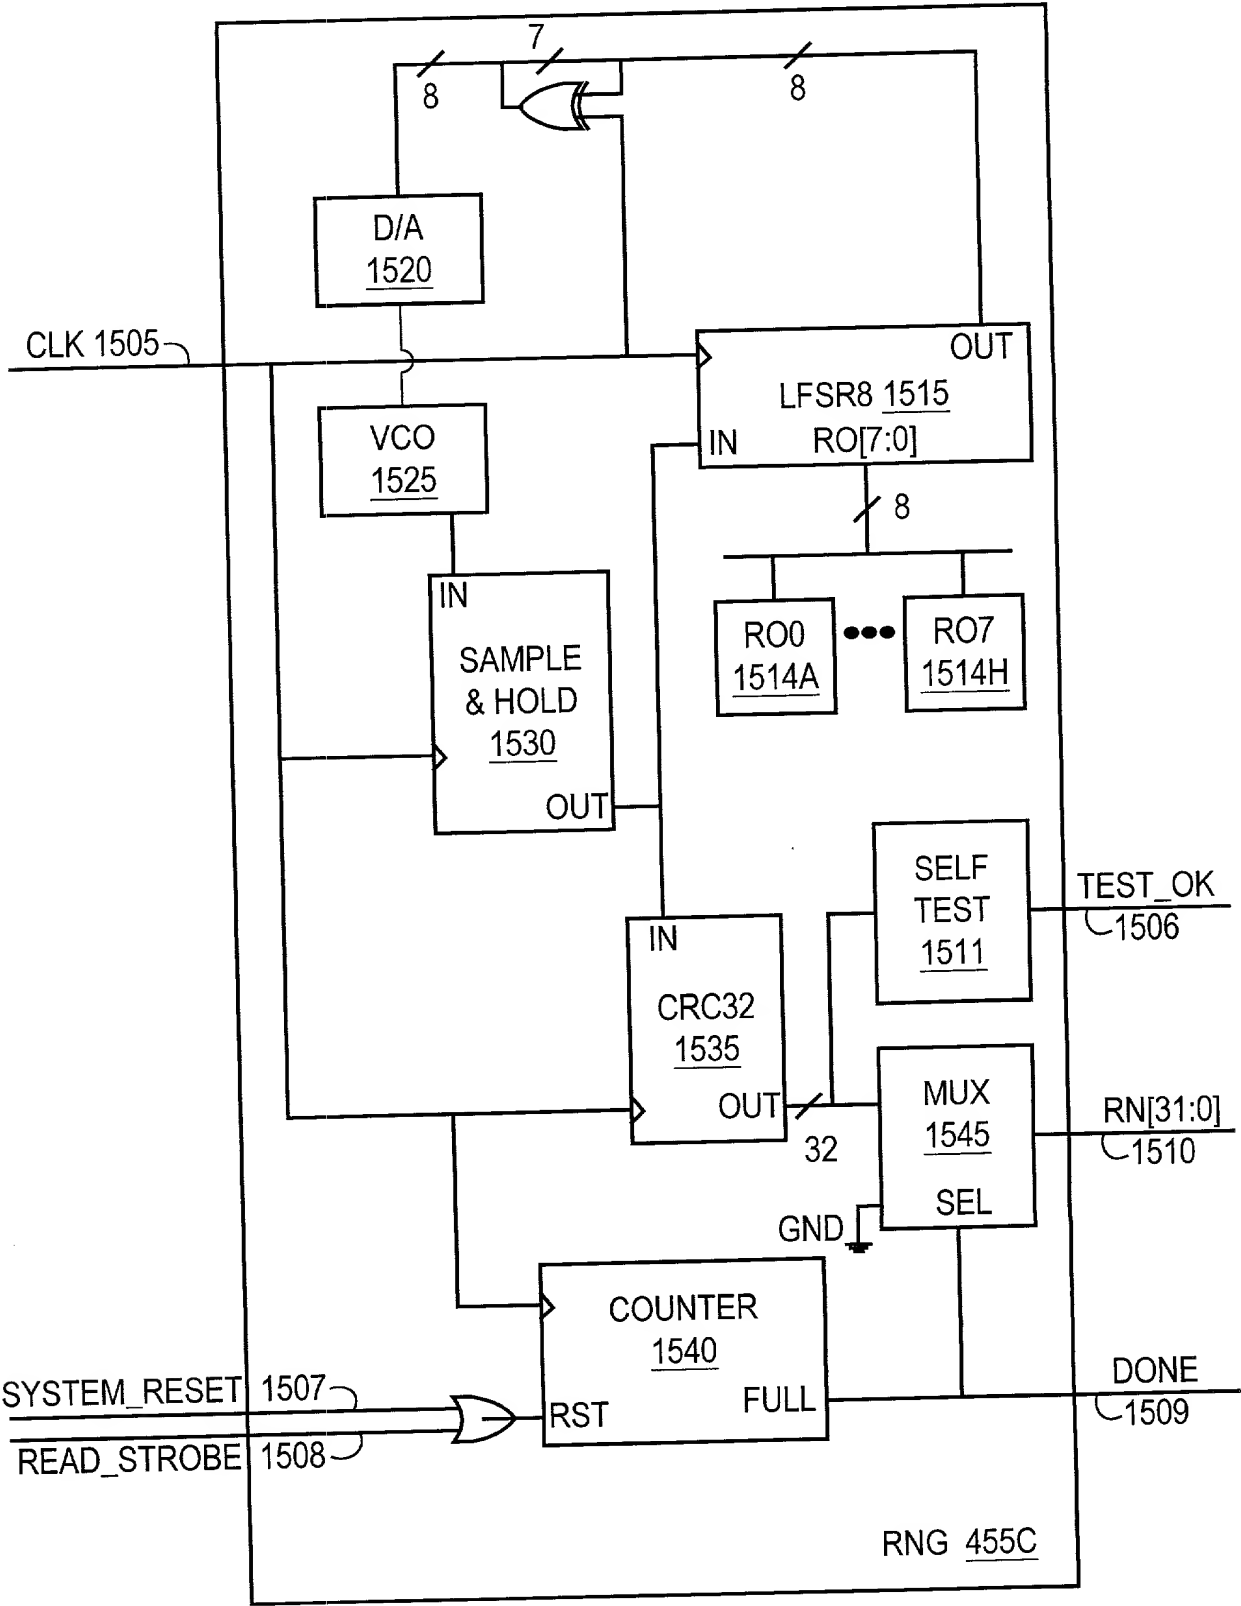 7
8
8
D/A
1520
CLK 1505
OUT
LFSR8 1515
IN
RO[7:0]
VCO
1525
8
IN
SAMPLE
& HOLD
1530
OUT
RO0
1514A
RO7
1514H
SELF
TEST
1511
TEST_OK
1506
IN
CRC32
1535
OUT
32
MUX
1545
SEL
RN[31:0]
1510
GND
COUNTER
1540
RST
FULL
SYSTEM_RESET 1507
READ_STROBE 1508
DONE
1509
RNG 455C